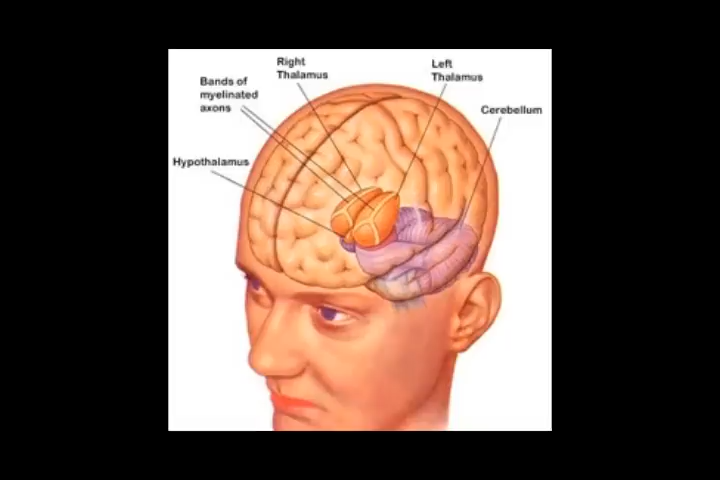 Right
Thalamus
Left
Thalamus
Bands of
myelinated
axons
Cerebellum
Hypothalamus